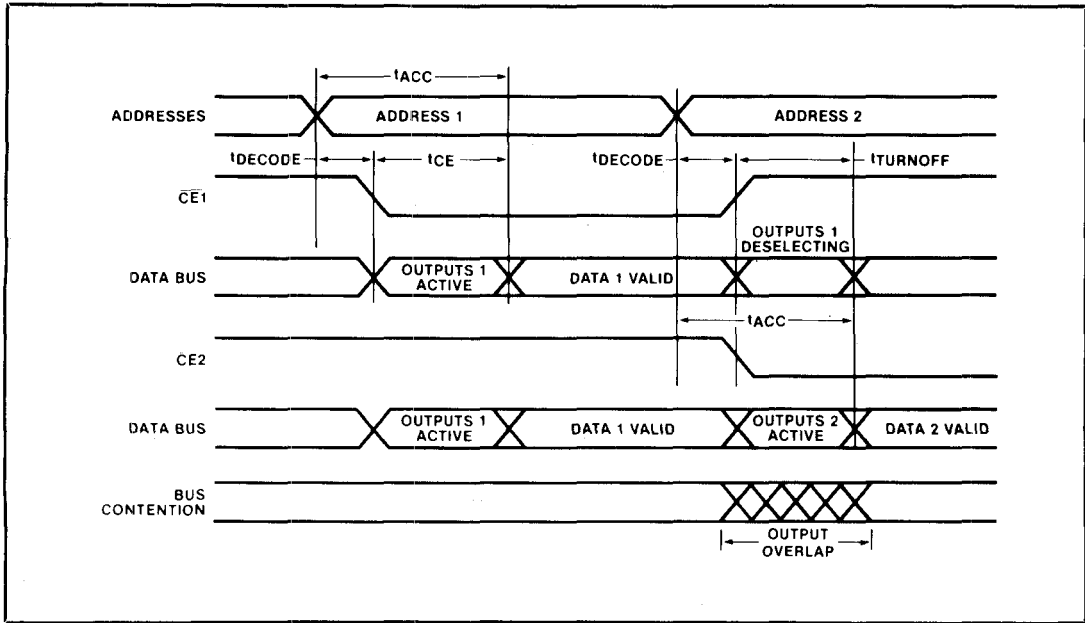 tACC
ADDRESSES
ADDRESS 1
ADDRESS 2
tDECODE
tCE
tDECODE
tTURNOFF
CE1
OUTPUTS 1
DESELECTING
DATA BUS
OUTPUTS 1
ACTIVE
DATA 1 VALID
tACC
CE2
DATA BUS
OUTPUTS 1
ACTIVE
DATA 1 VALID
OUTPUTS 2
ACTIVE
DATA 2 VALID
BUS
CONTENTION
OUTPUT
OVERLAP